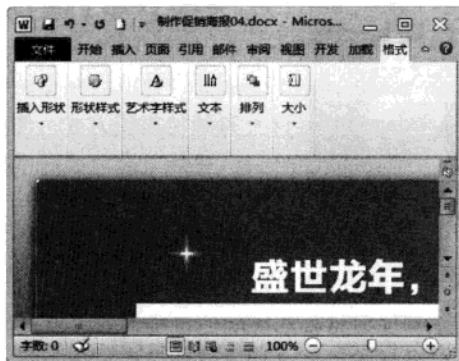 制作促销海报04.docx - Micros...
文件 开始 插入 页面 引用 邮件 审阅 视图 开发 加载 格式
插入形状 形状样式 艺术字样式 文本 排列 大小
盛世龙年，
字数: 0 100%